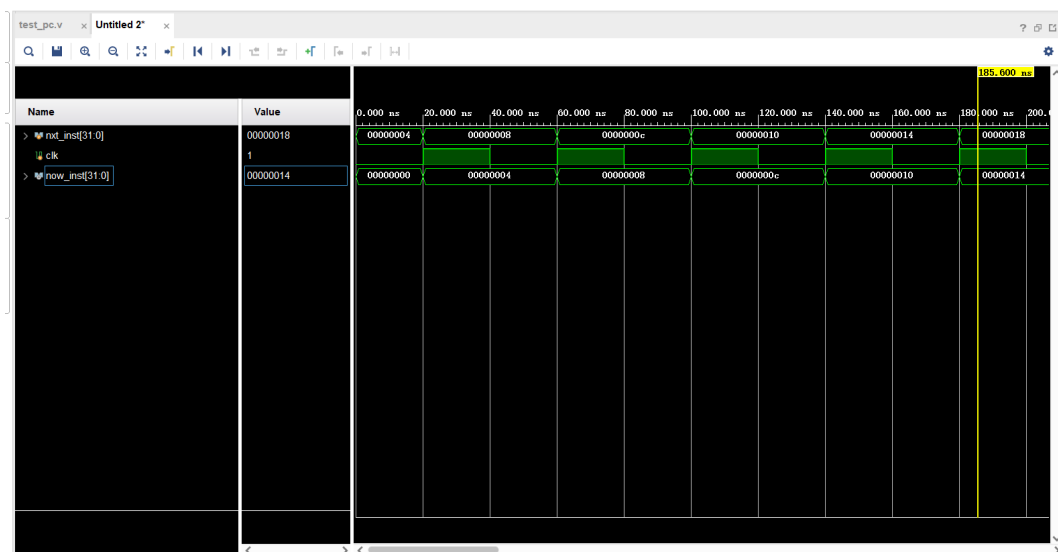 test_pc.v × Untitled 2* ×
? 
185.600 ns
Name Value 0.000 ns 20.000 ns 40.000 ns 60.000 ns 80.000 ns 100.000 ns 120.000 ns 140.000 ns 160.000 ns 180.000 ns 200.
> nxt_inst[31:0] 00000018 00000004 00000008 0000000c 00000010 00000014 00000018
clk 1
> now_inst[31:0] 00000014 00000000 00000004 00000008 0000000c 00000010 00000014